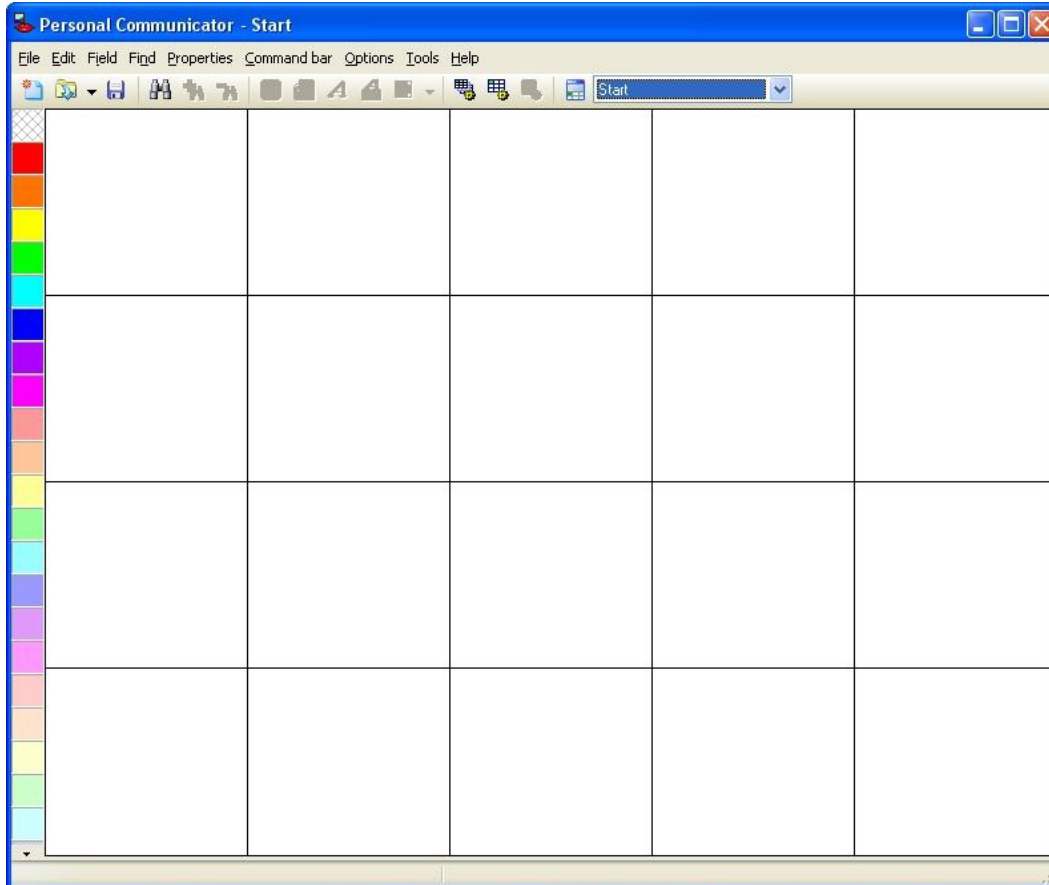 Personal Communicator - Start
File Edit Field Find Properties Command bar Options Tools Help
Start